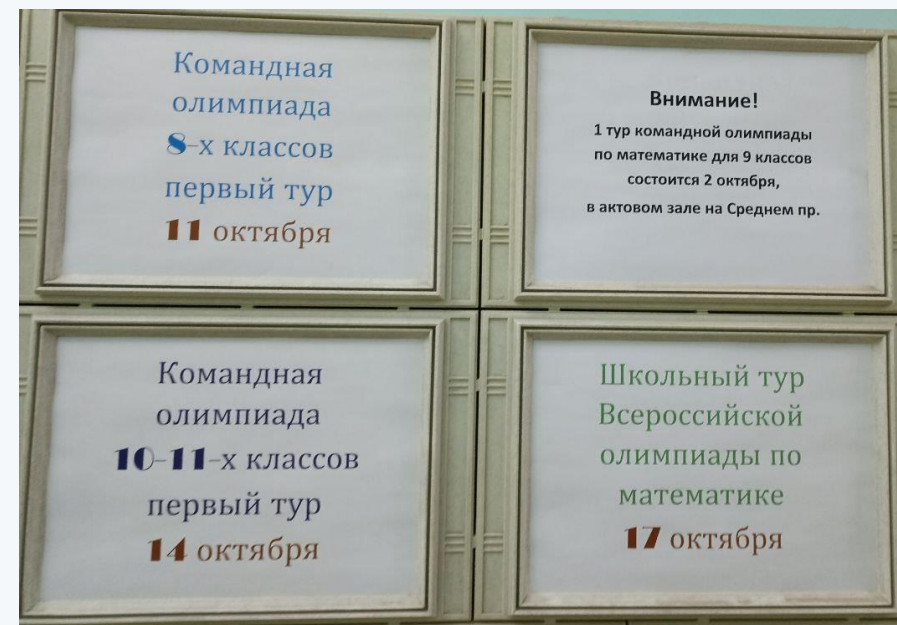 Командная
олимпиада
8-х классов
первый тур
11 октября
Внимание!
1 тур командной олимпиады
по математике для 9 классов
состоится 2 октября,
в актовом зале на Среднем пр.
Командная
олимпиада
10-11-х классов
первый тур
14 октября
Школьный тур
Всероссийской
олимпиады по
математике
17 октября